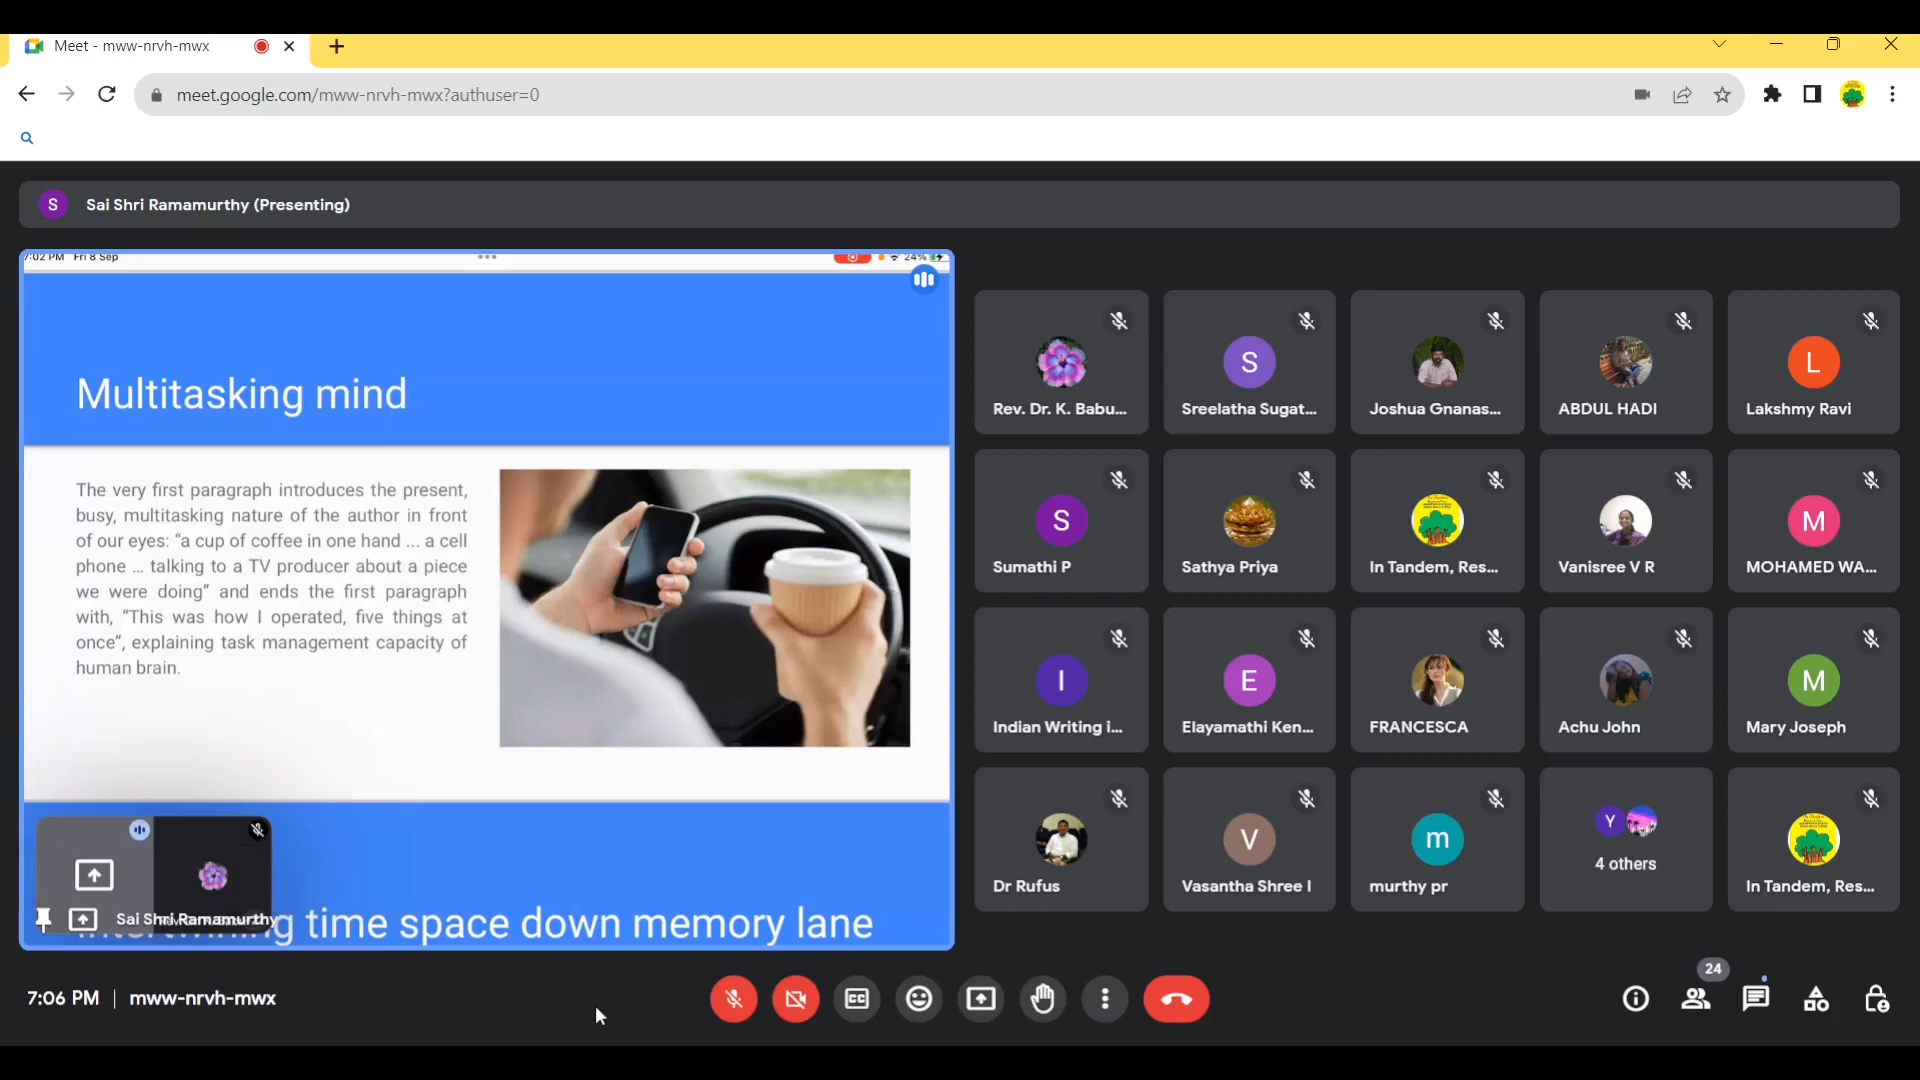 Meet - mww-nrvh-mwx
meet.google.com/mww-nrvh-mwx?authuser=0
S Sai Shri Ramamurthy (Presenting)
7:02 PM Fri 8 Sep
24%
Multitasking mind
The very first paragraph introduces the present,
busy, multitasking nature of the author in front
of our eyes: “a cup of coffee in one hand ... a cell
phone ... talking to a TV producer about a piece
we were doing” and ends the first paragraph
with, “This was how I operated, five things at
once”, explaining task management capacity of
human brain.
time space down memory lane
Sai Shri Ramamurthy
Rev. Dr. K. Babu...
S
Sreelatha Sugat...
Joshua Gnanas...
ABDUL HADI
L
Lakshmy Ravi
S
Sumathi P
Sathya Priya
In Tandem, Res...
Vanisree V R
M
MOHAMED WA...
I
Indian Writing i...
E
Elayamathi Ken...
FRANCESCA
Achu John
M
Mary Joseph
Dr Rufus
V
Vasantha Shree I
m
murthy pr
Y
4 others
In Tandem, Res...
7:06 PM | mww-nrvh-mwx
CC
24